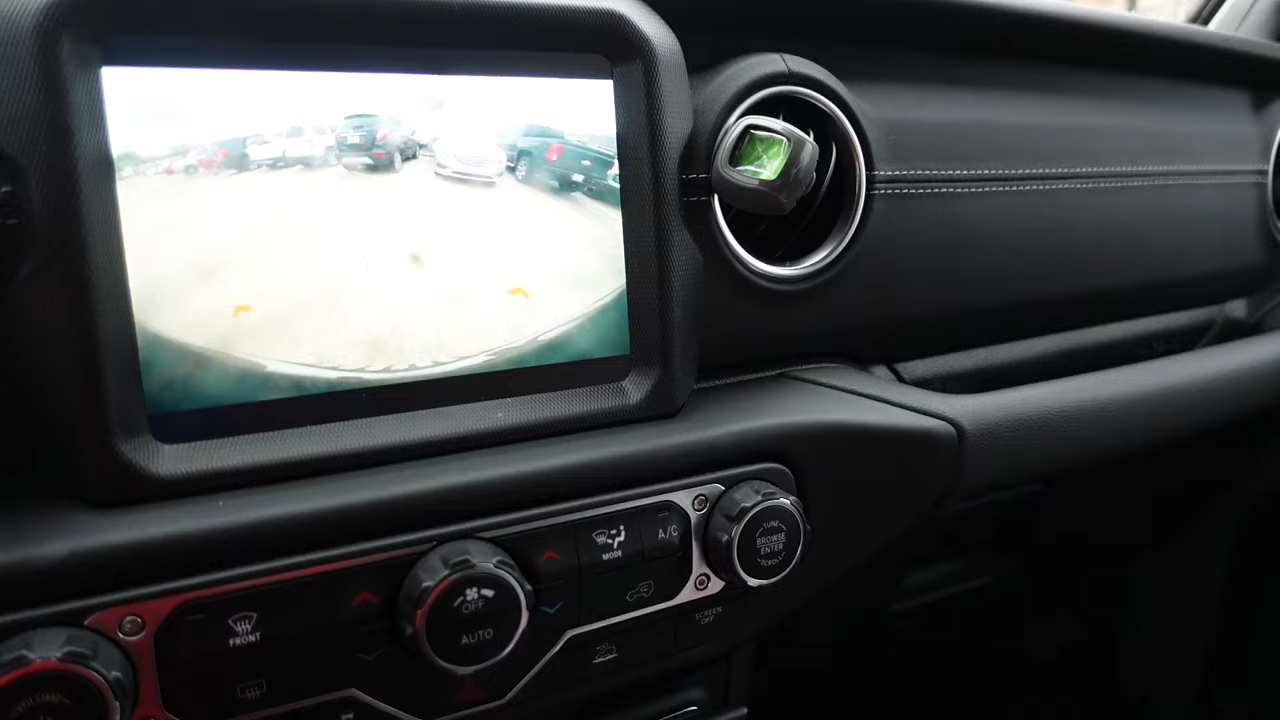 TUNE
BROWSE
ENTER
SCROLL
A/C
MODE
OFF
AUTO
FRONT
SCREEN
OFF